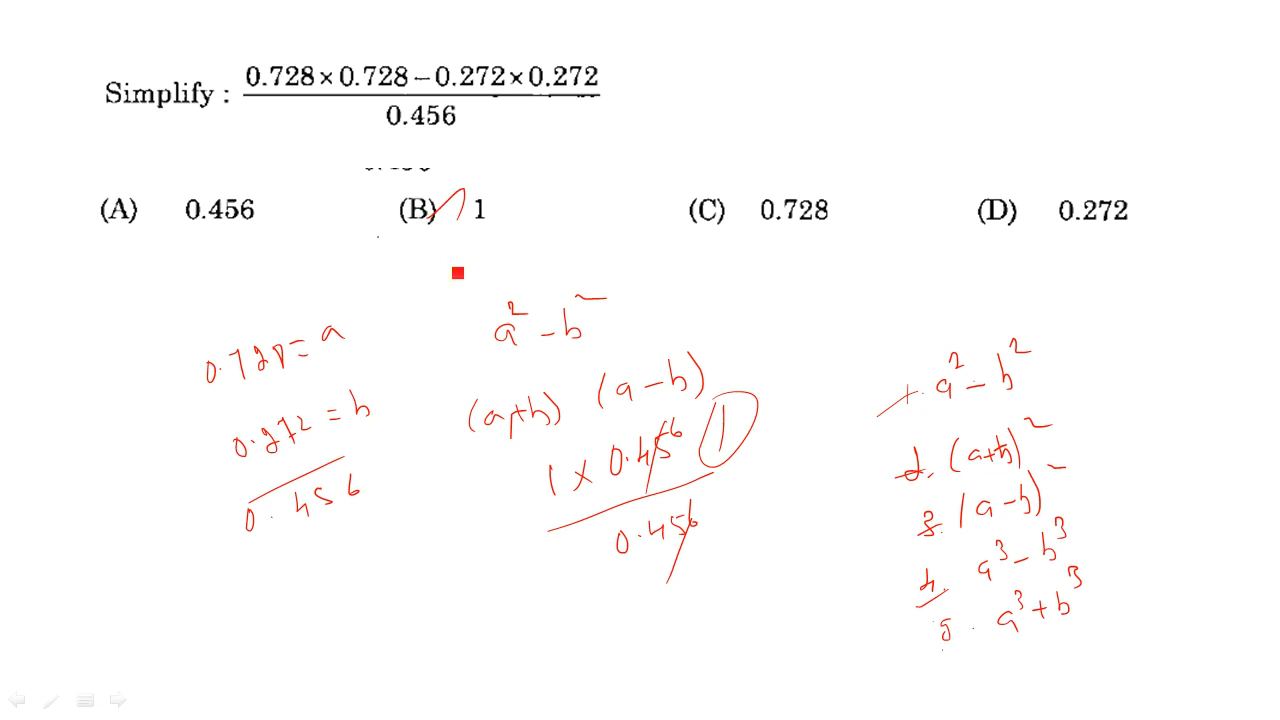 Simplify : 0.728×0.728−0.272×0.272
0.456
(A) 0.456 (B) 1 (C) 0.728 (D) 0.272
0.728 = a
0.272 = b
0.456
a² − b²
(a+b) (a−b)
1 × 0.456
0.456
1
1. a² − b²
2. (a+b)²
3. (a−b)²
4. a³ − b³
5. a³ + b³